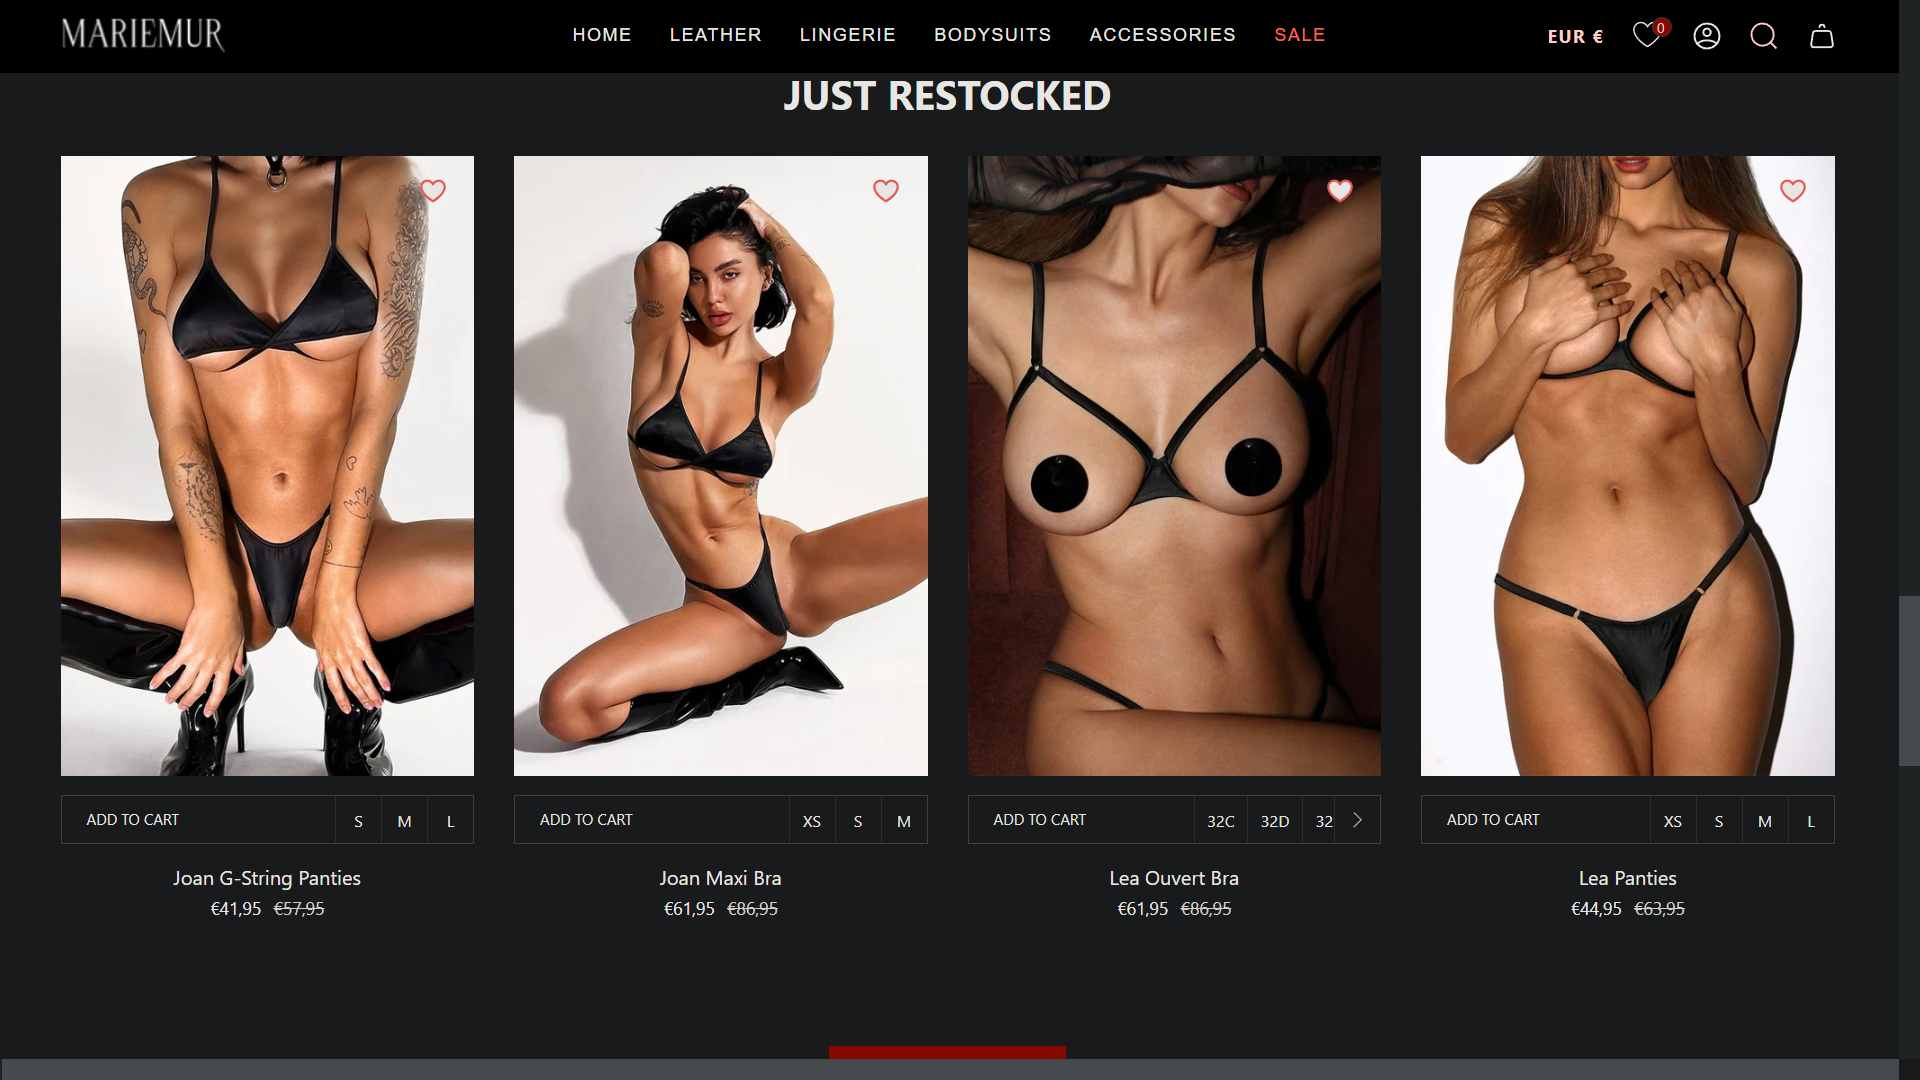 MARIEMUR
HOME LEATHER LINGERIE BODYSUITS ACCESSORIES SALE
EUR € 0
JUST RESTOCKED
ADD TO CART S M L
Joan G-String Panties
€41,95 €57,95
ADD TO CART XS S M
Joan Maxi Bra
€61,95 €86,95
ADD TO CART 32C 32D 32
Lea Ouvert Bra
€61,95 €86,95
ADD TO CART XS S M L
Lea Panties
€44,95 €63,95